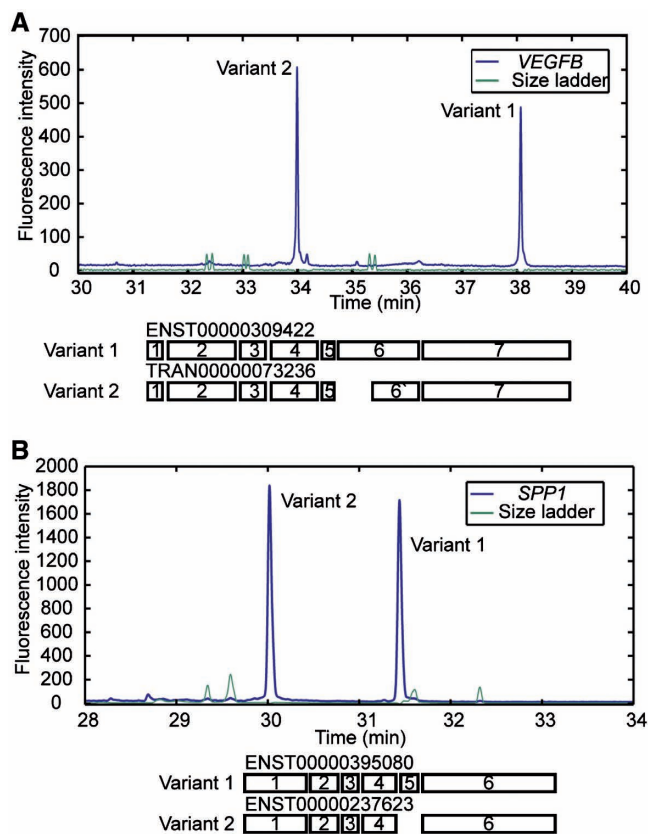 A
700
600
500
400
300
200
100
0
Fluorescence intensity
Variant 2
Variant 1
VEGFB
Size ladder
30 31 32 33 34 35 36 37 38 39 40
Time (min)
ENST00000309422
Variant 1 1 2 3 4 5 6 7
TRAN00000073236
Variant 2 1 2 3 4 5 6` 7
B
2000
1800
1600
1400
1200
1000
800
600
400
200
0
Fluorescence intensity
Variant 2
Variant 1
SPP1
Size ladder
28 29 30 31 32 33 34
Time (min)
ENST00000395080
Variant 1 1 2 3 4 5 6
ENST00000237623
Variant 2 1 2 3 4 6